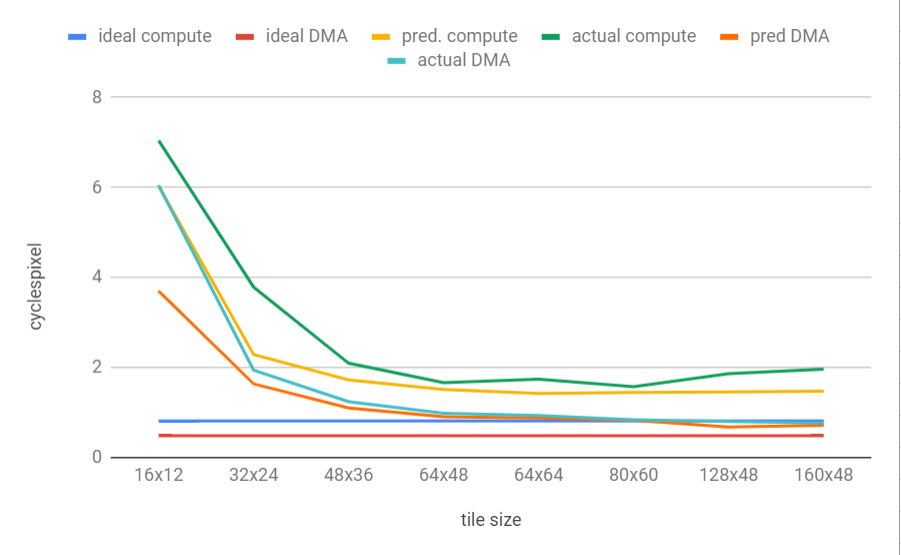 ideal compute ideal DMA pred. compute actual compute pred DMA
actual DMA
8
6
4
2
0
cyclespixel
16x12 32x24 48x36 64x48 64x64 80x60 128x48 160x48
tile size